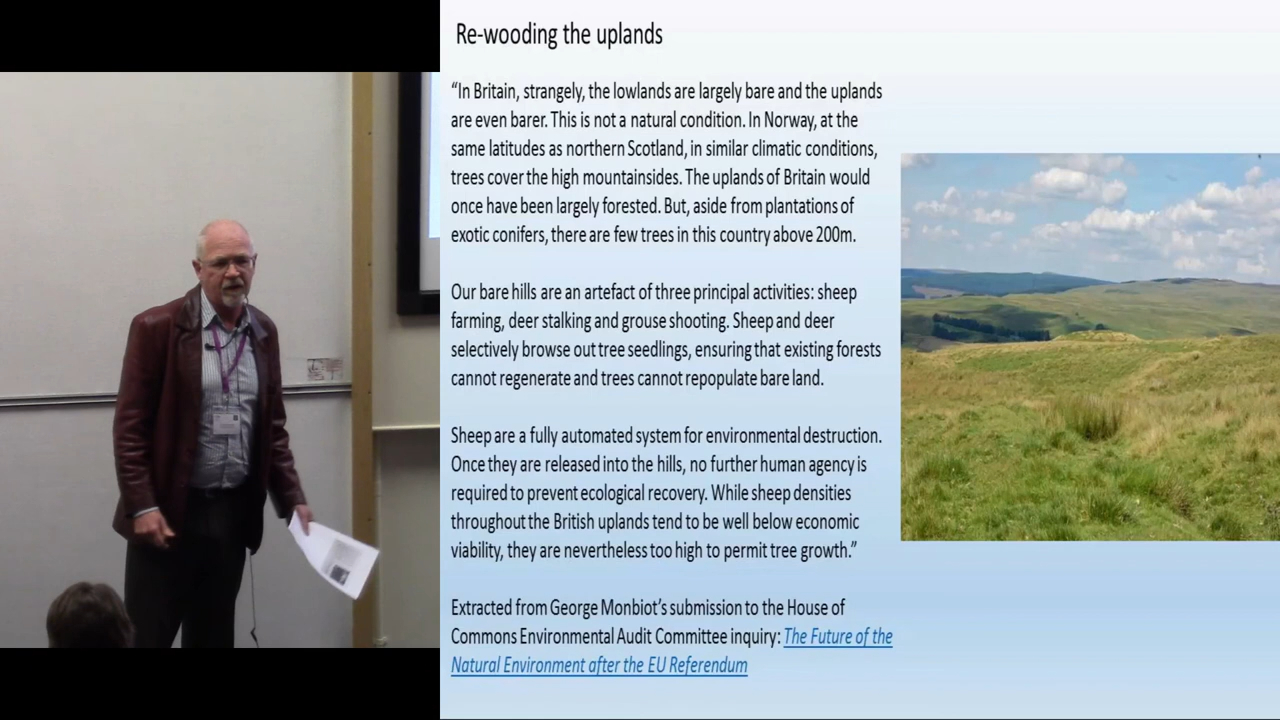 Re-wooding the uplands
“In Britain, strangely, the lowlands are largely bare and the uplands
are even barer. This is not a natural condition. In Norway, at the
same latitudes as northern Scotland, in similar climatic conditions,
trees cover the high mountainsides. The uplands of Britain would
once have been largely forested. But, aside from plantations of
exotic conifers, there are few trees in this country above 200m.
Our bare hills are an artefact of three principal activities: sheep
farming, deer stalking and grouse shooting. Sheep and deer
selectively browse out tree seedlings, ensuring that existing forests
cannot regenerate and trees cannot repopulate bare land.
Sheep are a fully automated system for environmental destruction.
Once they are released into the hills, no further human agency is
required to prevent ecological recovery. While sheep densities
throughout the British uplands tend to be well below economic
viability, they are nevertheless too high to permit tree growth.”
Extracted from George Monbiot’s submission to the House of
Commons Environmental Audit Committee inquiry: The Future of the
Natural Environment after the EU Referendum